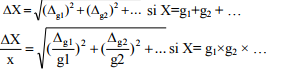 ΔX = √((Δg1)² + (Δg2)² + ... si X=g₁+g₂ + …
ΔX/x = √((Δg1/g1)² + (Δg2/g2)² + ... si X= g₁×g₂ × …